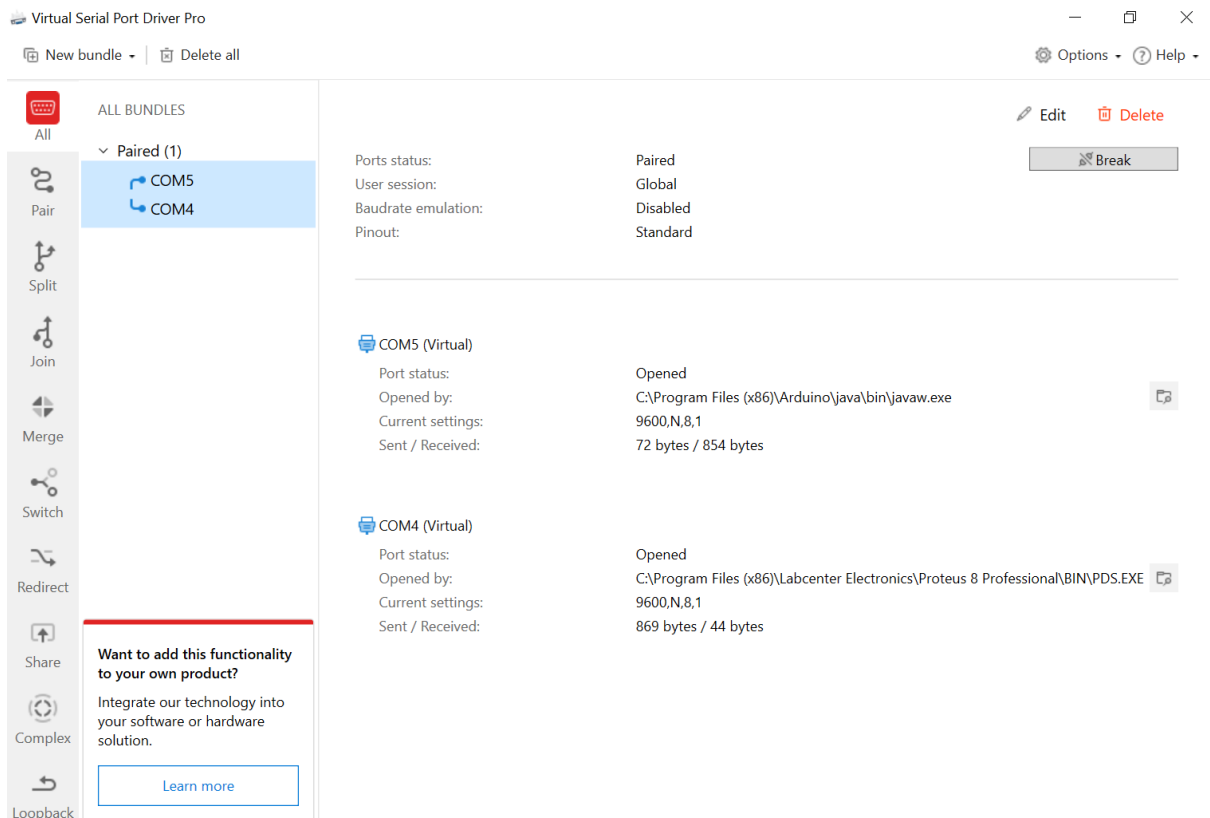 Virtual Serial Port Driver Pro
New bundle Delete all Options Help
All
Pair
Split
Join
Merge
Switch
Redirect
Share
Complex
Loopback
ALL BUNDLES
Paired (1)
COM5
COM4
Want to add this functionality
to your own product?
Integrate our technology into
your software or hardware
solution.
Learn more
Edit Delete
Ports status: Paired
Break
User session: Global
Baudrate emulation: Disabled
Pinout: Standard
COM5 (Virtual)
Port status: Opened
Opened by: C:\Program Files (x86)\Arduino\java\bin\javaw.exe
Current settings: 9600,N,8,1
Sent / Received: 72 bytes / 854 bytes
COM4 (Virtual)
Port status: Opened
Opened by: C:\Program Files (x86)\Labcenter Electronics\Proteus 8 Professional\BIN\PDS.EXE
Current settings: 9600,N,8,1
Sent / Received: 869 bytes / 44 bytes